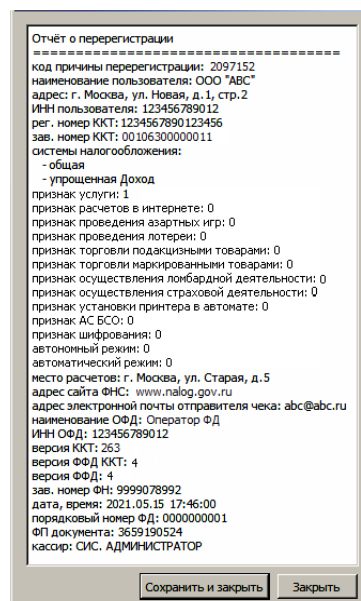 Отчёт о перерегистрации
=====================================
код причины перерегистрации: 2097152
наименование пользователя: ООО "АВС"
адрес: г. Москва, ул. Новая, д.1, стр.2
ИНН пользователя: 123456789012
рег. номер ККТ: 1234567890123456
зав. номер ККТ: 00106300000011
системы налогообложения:
- общая
- упрощенная Доход
признак услуги: 1
признак расчетов в интернете: 0
признак проведения азартных игр: 0
признак проведения лотереи: 0
признак торговли подакцизными товарами: 0
признак торговли маркированными товарами: 0
признак осуществления ломбардной деятельности: 0
признак осуществления страховой деятельности: 0
признак установки принтера в автомате: 0
признак АС БСО: 0
признак шифрования: 0
автономный режим: 0
автоматический режим: 0
место расчетов: г. Москва, ул. Старая, д.5
адрес сайта ФНС: www.nalog.gov.ru
адрес электронной почты отправителя чека: abc@abc.ru
наименование ОФД: Оператор ФД
ИНН ОФД: 123456789012
версия ККТ: 263
версия ФФД ККТ: 4
версия ФФД: 4
зав. номер ФН: 9999078992
дата, время: 2021.05.15 17:46:00
порядковый номер ФД: 0000000001
ФП документа: 3659190524
кассир: СИС. АДМИНИСТРАТОР
Сохранить и закрыть Закрыть